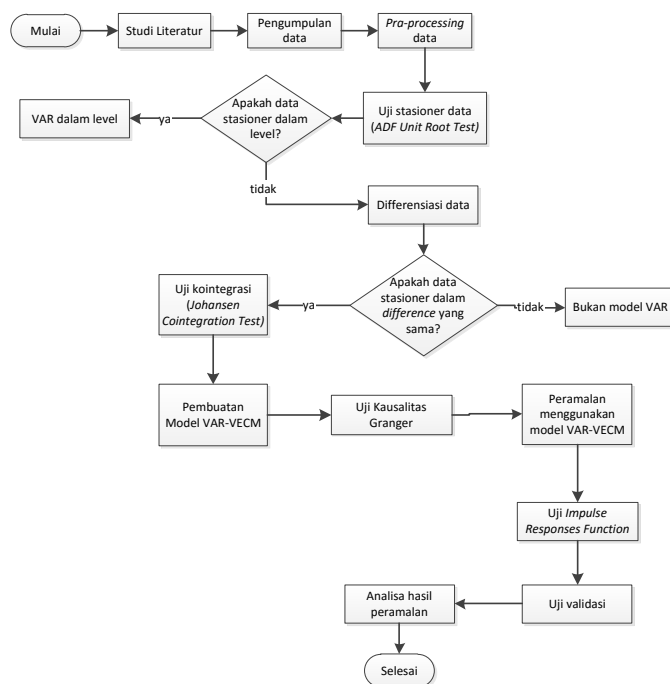 Mulai
Studi Literatur
Pengumpulan
data
Pra-processing
data
Uji stasioner data
(ADF Unit Root Test)
Apakah data
stasioner dalam
level?
ya
VAR dalam level
tidak
Differensiasi data
Apakah data
stasioner dalam
difference yang
sama?
tidak
Bukan model VAR
ya
Uji kointegrasi
(Johansen
Cointegration Test)
Pembuatan
Model VAR-VECM
Uji Kausalitas
Granger
Peramalan
menggunakan
model VAR-VECM
Uji Impulse
Responses Function
Uji validasi
Analisa hasil
peramalan
Selesai